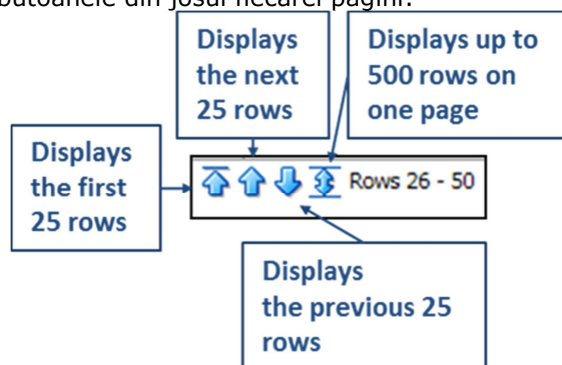 butoanele din josul fiecărei pagini.
Displays
the next
25 rows
Displays up to
500 rows on
one page
Displays
the first
25 rows
Rows 26 - 50
Displays
the previous 25
rows